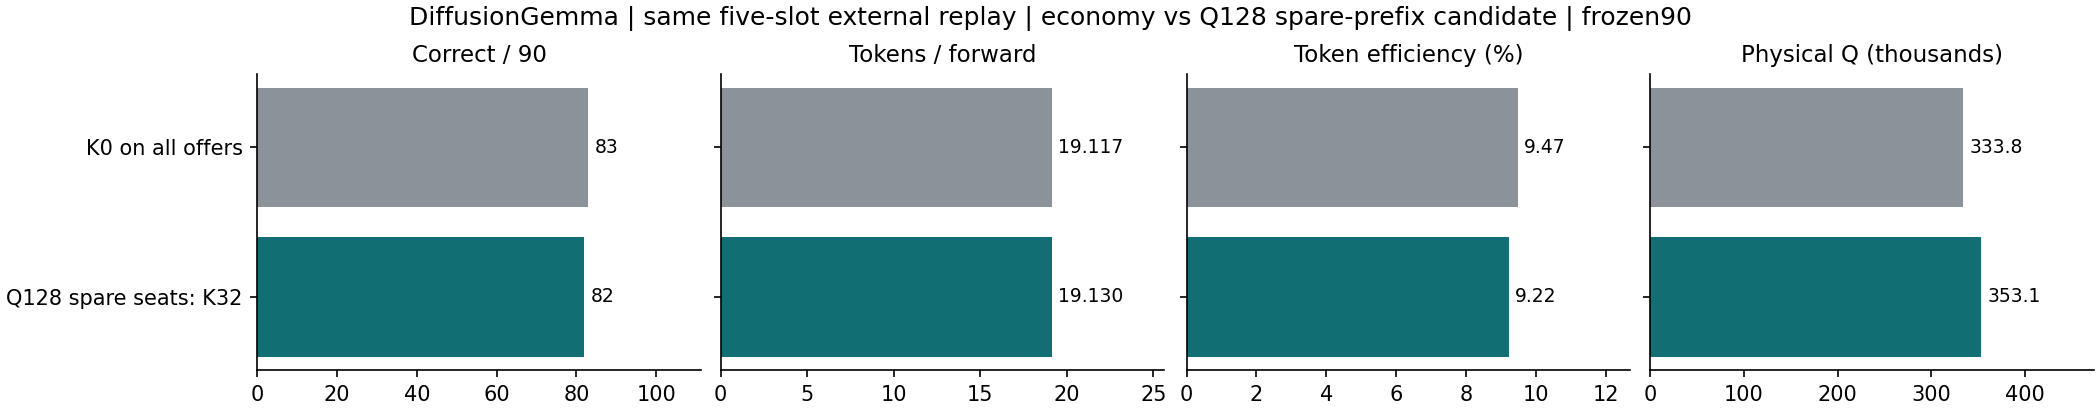 DiffusionGemma | same five-slot external replay | economy vs Q128 spare-prefix candidate | frozen90
Correct / 90
Tokens / forward
Token efficiency (%)
Physical Q (thousands)
K0 on all offers
83
19.117
9.47
333.8
Q128 spare seats: K32
82
19.130
9.22
353.1
0 20 40 60 80 100
0 5 10 15 20 25
0 2 4 6 8 10 12
0 100 200 300 400